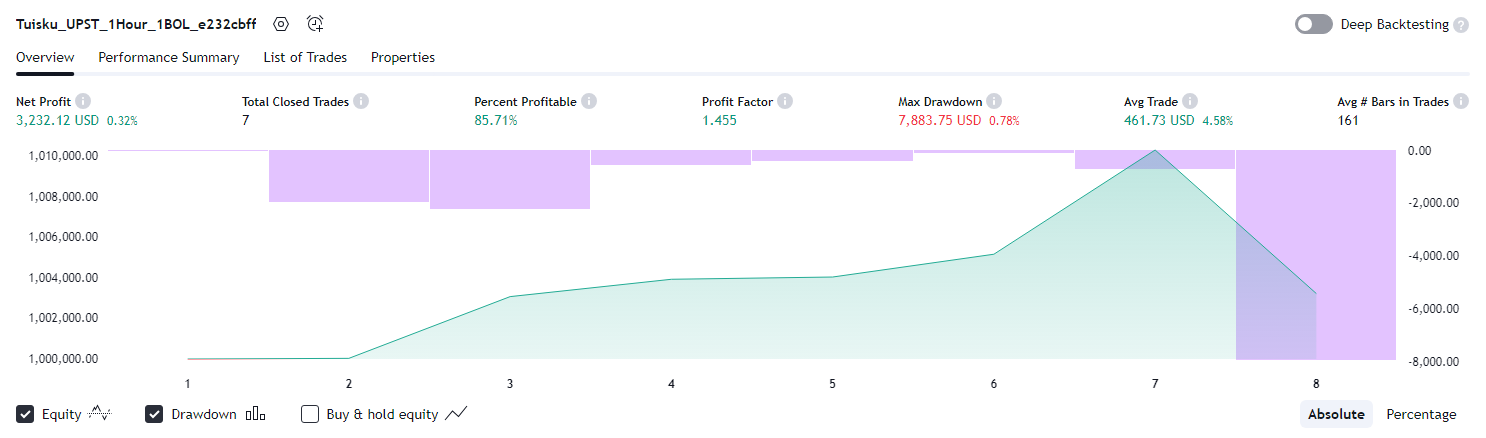 Tuisku_UPST_1Hour_1BOL_e232cbff
Deep Backtesting ?
Overview Performance Summary List of Trades Properties
Net Profit i Total Closed Trades i Percent Profitable i Profit Factor i Max Drawdown i Avg Trade i Avg # Bars in Trades i
3,232.12 USD 0.32% 7 85.71% 1.455 7,883.75 USD 0.78% 461.73 USD 4.58% 161
1,010,000.00 0.00
1,008,000.00 -2,000.00
1,006,000.00 -4,000.00
1,004,000.00
1,002,000.00 -6,000.00
1,000,000.00 -8,000.00
1 2 3 4 5 6 7 8
Equity Drawdown Buy & hold equity Absolute Percentage